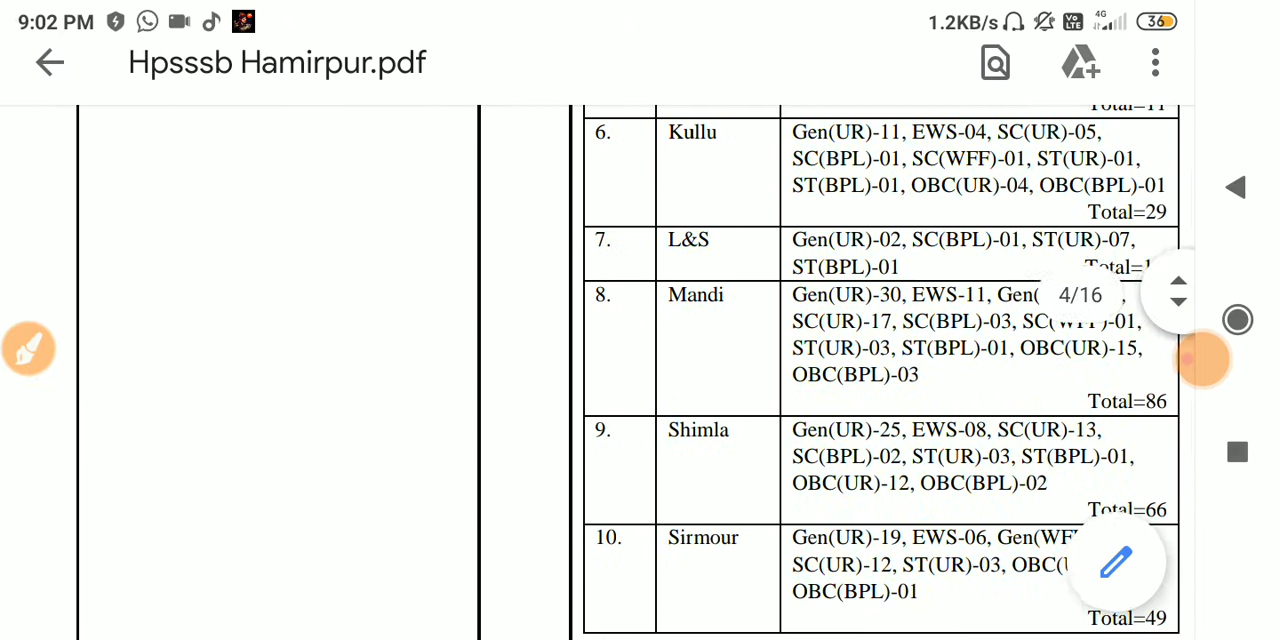 9:02 PM 1.2KB/s Vo LTE 4G 36
Hpsssb Hamirpur.pdf
6. Kullu Gen(UR)-11, EWS-04, SC(UR)-05,
SC(BPL)-01, SC(WFF)-01, ST(UR)-01,
ST(BPL)-01, OBC(UR)-04, OBC(BPL)-01
Total=29
7. L&S Gen(UR)-02, SC(BPL)-01, ST(UR)-07,
ST(BPL)-01
8. Mandi Gen(UR)-30, EWS-11,
4/16
SC(UR)-17, SC(BPL)-03,
ST(UR)-03, ST(BPL)-01, OBC(UR)-15,
OBC(BPL)-03
Total=86
9. Shimla Gen(UR)-25, EWS-08, SC(UR)-13,
SC(BPL)-02, ST(UR)-03, ST(BPL)-01,
OBC(UR)-12, OBC(BPL)-02
Total=66
10. Sirmour Gen(UR)-19, EWS-06,
SC(UR)-12, ST(UR)-03,
OBC(BPL)-01
Total=49